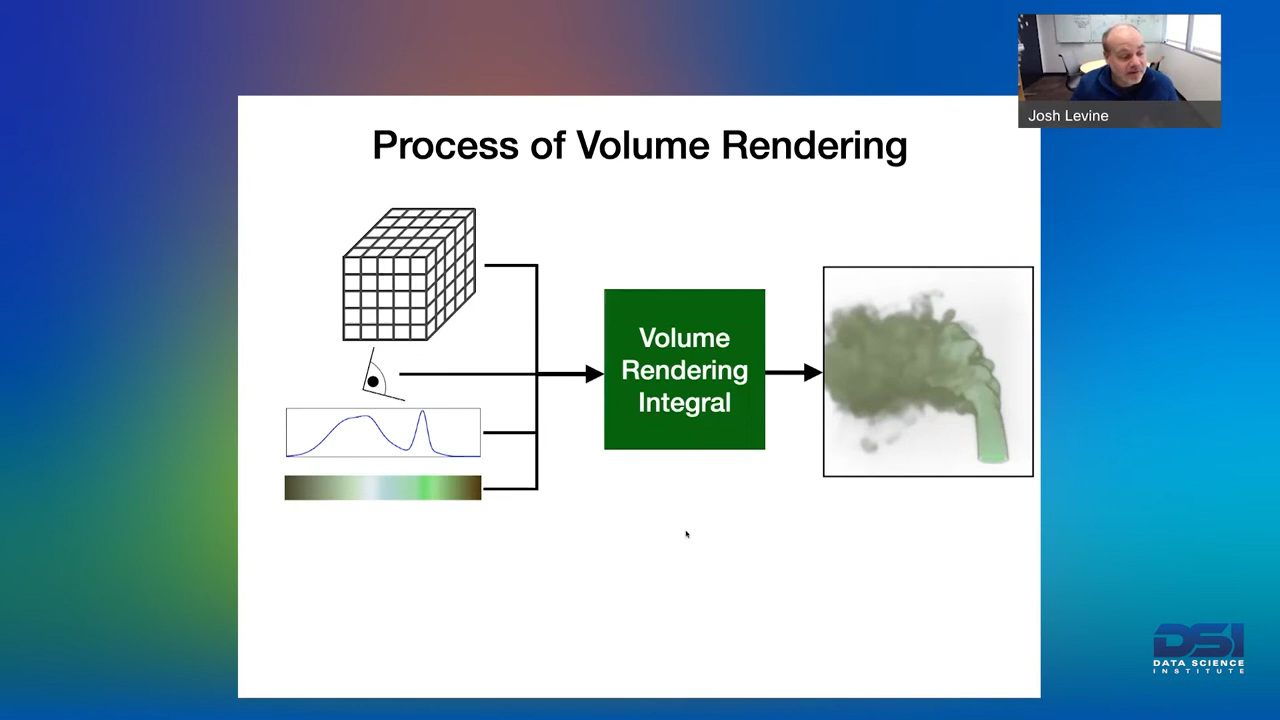 Josh Levine
Process of Volume Rendering
Volume
Rendering
Integral
DSI
DATA SCIENCE
INSTITUTE